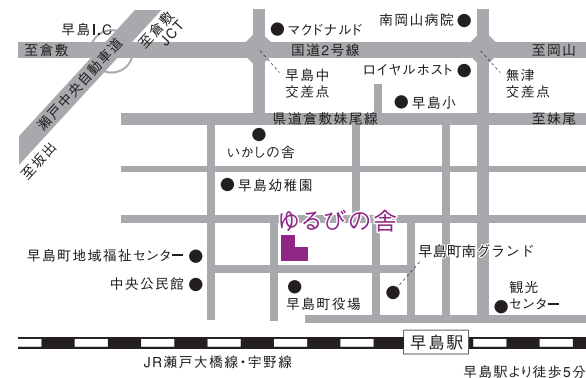 早島I.C
至倉敷
JCT
マクドナルド
南岡山病院
至倉敷
国道2号線
至岡山
瀬戸中央自動車道
早島中
交差点
ロイヤルホスト
無津
交差点
早島小
県道倉敷妹尾線
至妹尾
至坂出
いかしの舎
早島幼稚園
ゆるびの舎
早島町地域福祉センター
早島町南グランド
中央公民館
早島町役場
観光
センター
早島駅
JR瀬戸大橋線・宇野線
早島駅より徒歩5分